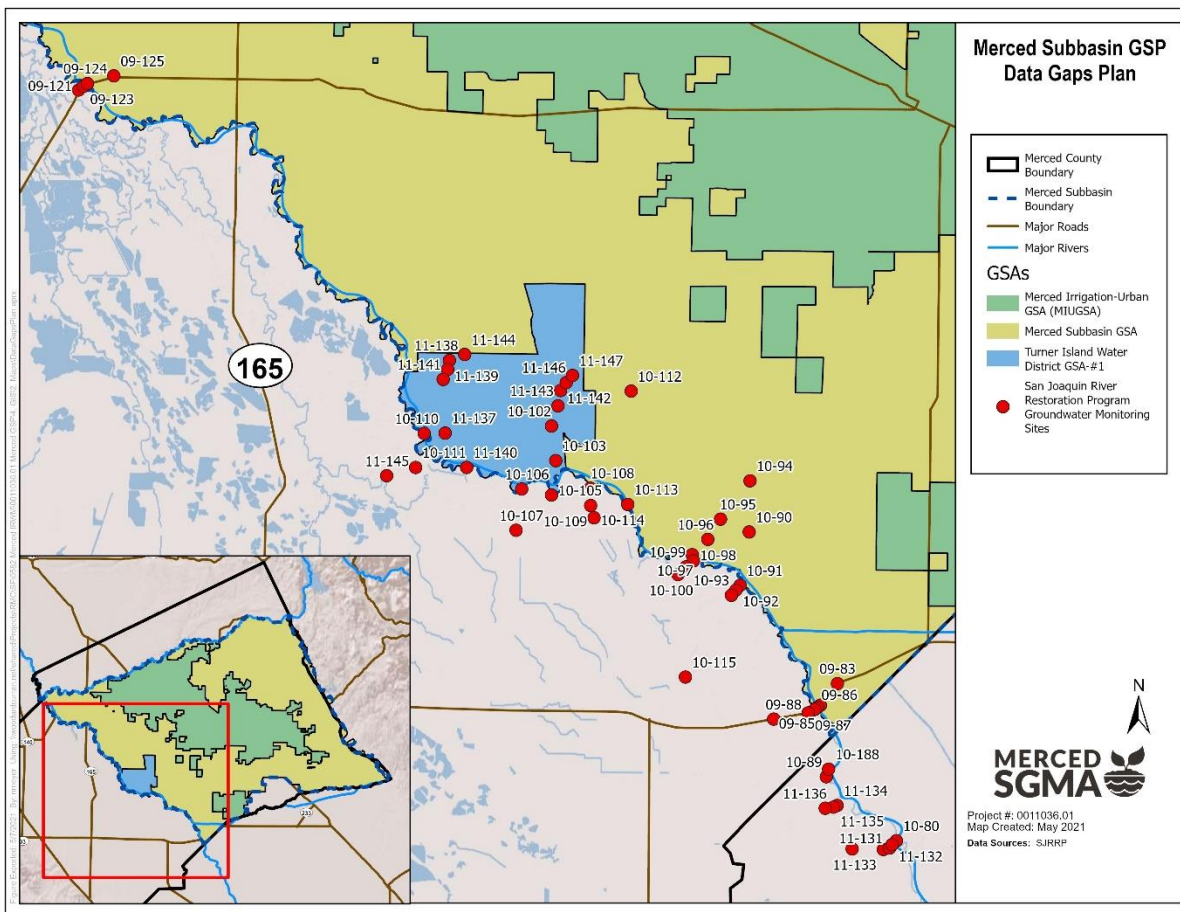 Merced Subbasin GSP
Data Gaps Plan
Merced County
Boundary
Merced Subbasin
Boundary
Major Roads
Major Rivers
GSAs
Merced Irrigation-Urban
GSA (MIUGSA)
Merced Subbasin GSA
Turner Island Water
District GSA-#1
San Joaquin River
Restoration Program
Groundwater Monitoring
Sites
N
MERCED
SGMA
Project #: 0011036.01
Map Created: May 2021
Data Sources: SJRRP
09-125
09-124
09-121
09-123
165
11-144
11-138
11-141
11-139
11-147
11-146
11-143
11-142
10-112
10-102
10-110
11-137
10-103
10-111
11-140
11-145
10-106
10-108
10-105
10-113
10-107
10-109
10-114
10-94
10-95
10-96
10-90
10-99
10-98
10-97
10-93
10-91
10-100
10-92
10-115
09-83
09-86
09-88
09-85
09-87
10-188
10-89
11-136
11-134
11-135
11-131
10-80
11-133
11-132
140
165
233